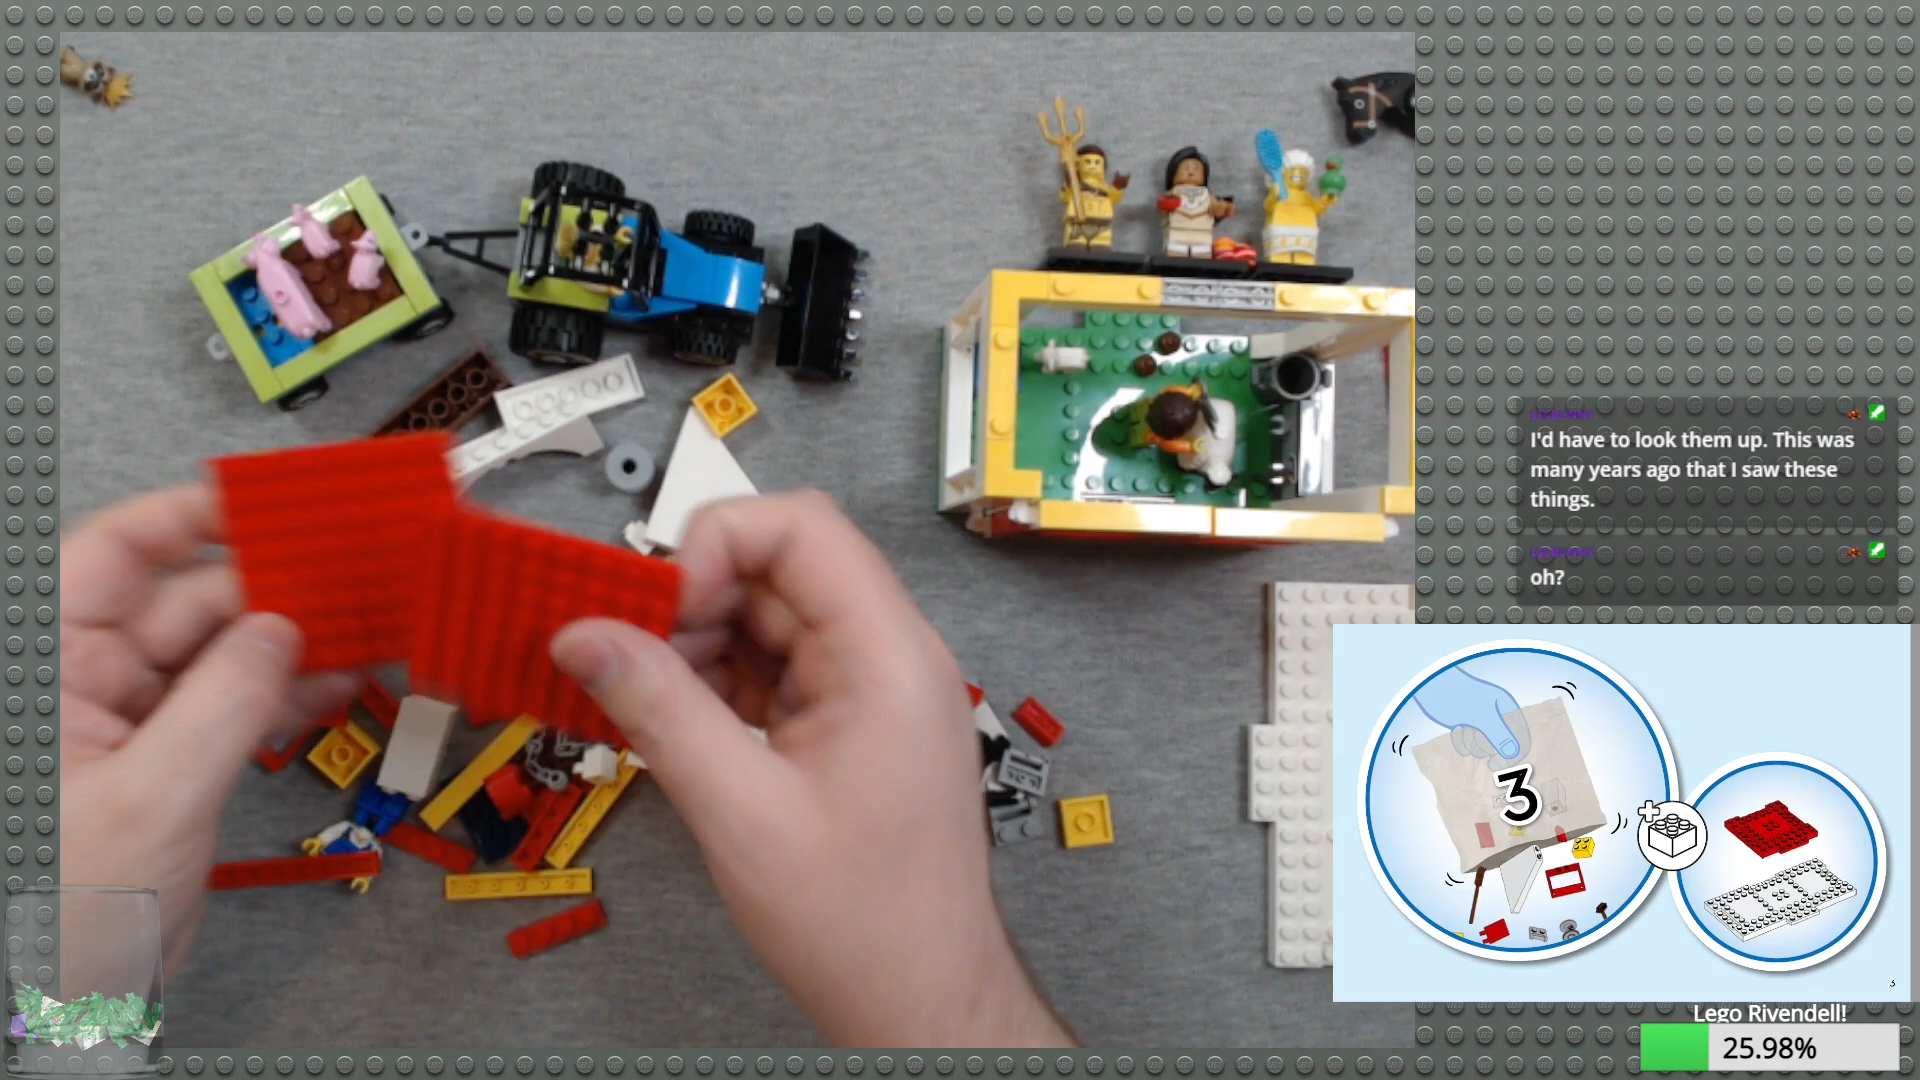 I'd have to look them up. This was
many years ago that I saw these
things.
oh?
3
Lego Rivendell!
25.98%